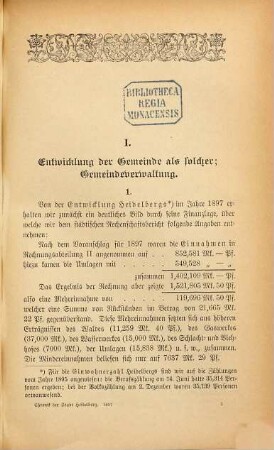 BIBLIOTHECA
REGIA
MONACENSIS
I.
Entwicklung der Gemeinde als solcher;
Gemeindeverwaltung.
1.
Von der Entwicklung Heidelbergs*) im Jahre 1897 er-
halten wir zunächst ein deutliches Bild durch seine Finanzlage, über
welche wir dem städtischen Rechenschaftsbericht folgende Angaben ent-
nehmen:
Nach dem Voranschlag für 1897 waren die Einnahmen in
Rechnungsabteilung II angenommen auf 852,581 Mk. — Pf.
hiezu kamen die Umlagen mit 549,528 „ — „
zusammen 1,402,109 Mk. — Pf.
Das Ergebnis der Rechnung aber zeigte 1,521,805 Mk. 50 Pf.
also eine Mehreinnahme von 119,696 Mk. 50 Pf.
welcher eine Summe von Rückständen im Betrag von 21,665 Mk.
22 Pf. gegenüberstand. Diese Mehreinnahmen setzten sich aus höheren
Erträgnissen des Waldes (11,259 Mk. 40 Pf.), des Gaswerkes
(37,000 Mk.), des Wasserwerkes (15,000 Mk.), des Schlacht- und Vieh-
hofes (7000 Mk.), der Umlagen (15,838 Mk.) u. s. w. zusammen.
Die Mindereinnahmen beliefen sich nur auf 7637 Mk. 29 Pf.
*) Für die Einwohnerzahl Heidelbergs sind wir auf die Zählungen
vom Jahre 1895 angewiesen die Berufszählung am 14. Juni hatte 35,314 Per-
sonen ergeben; bei der Volkszählung am 2. Dezember waren 35,190 Personen
ortsanwesend.
Chronik der Stadt Heidelberg. 1897